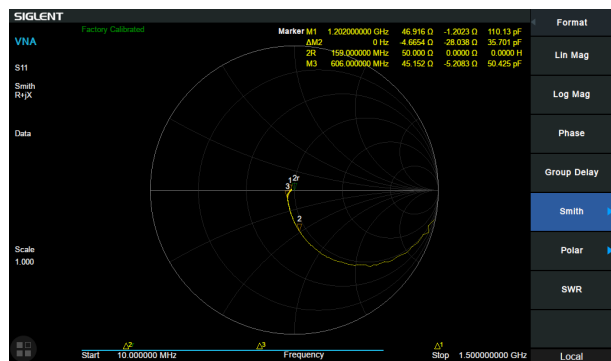 SIGLENT
Factory Calibrated
Format
VNA
Marker M1 1.202000000 GHz 46.916 Ω -1.2023 Ω 110.13 pF
ΔM2 0 Hz -4.6654 Ω -28.038 Ω 35.701 pF
2R 159.000000 MHz 50.000 Ω 0.0000 Ω 0.0000 H
M3 606.000000 MHz 45.152 Ω -5.2083 Ω 50.425 pF
S11
Smith
R+jX
Data
Scale
1.000
1 2r
3
2
Lin Mag
Log Mag
Phase
Group Delay
Smith
Polar
SWR
Δ2 Δ3 Δ1
Start 10.000000 MHz Frequency Stop 1.500000000 GHz
Local